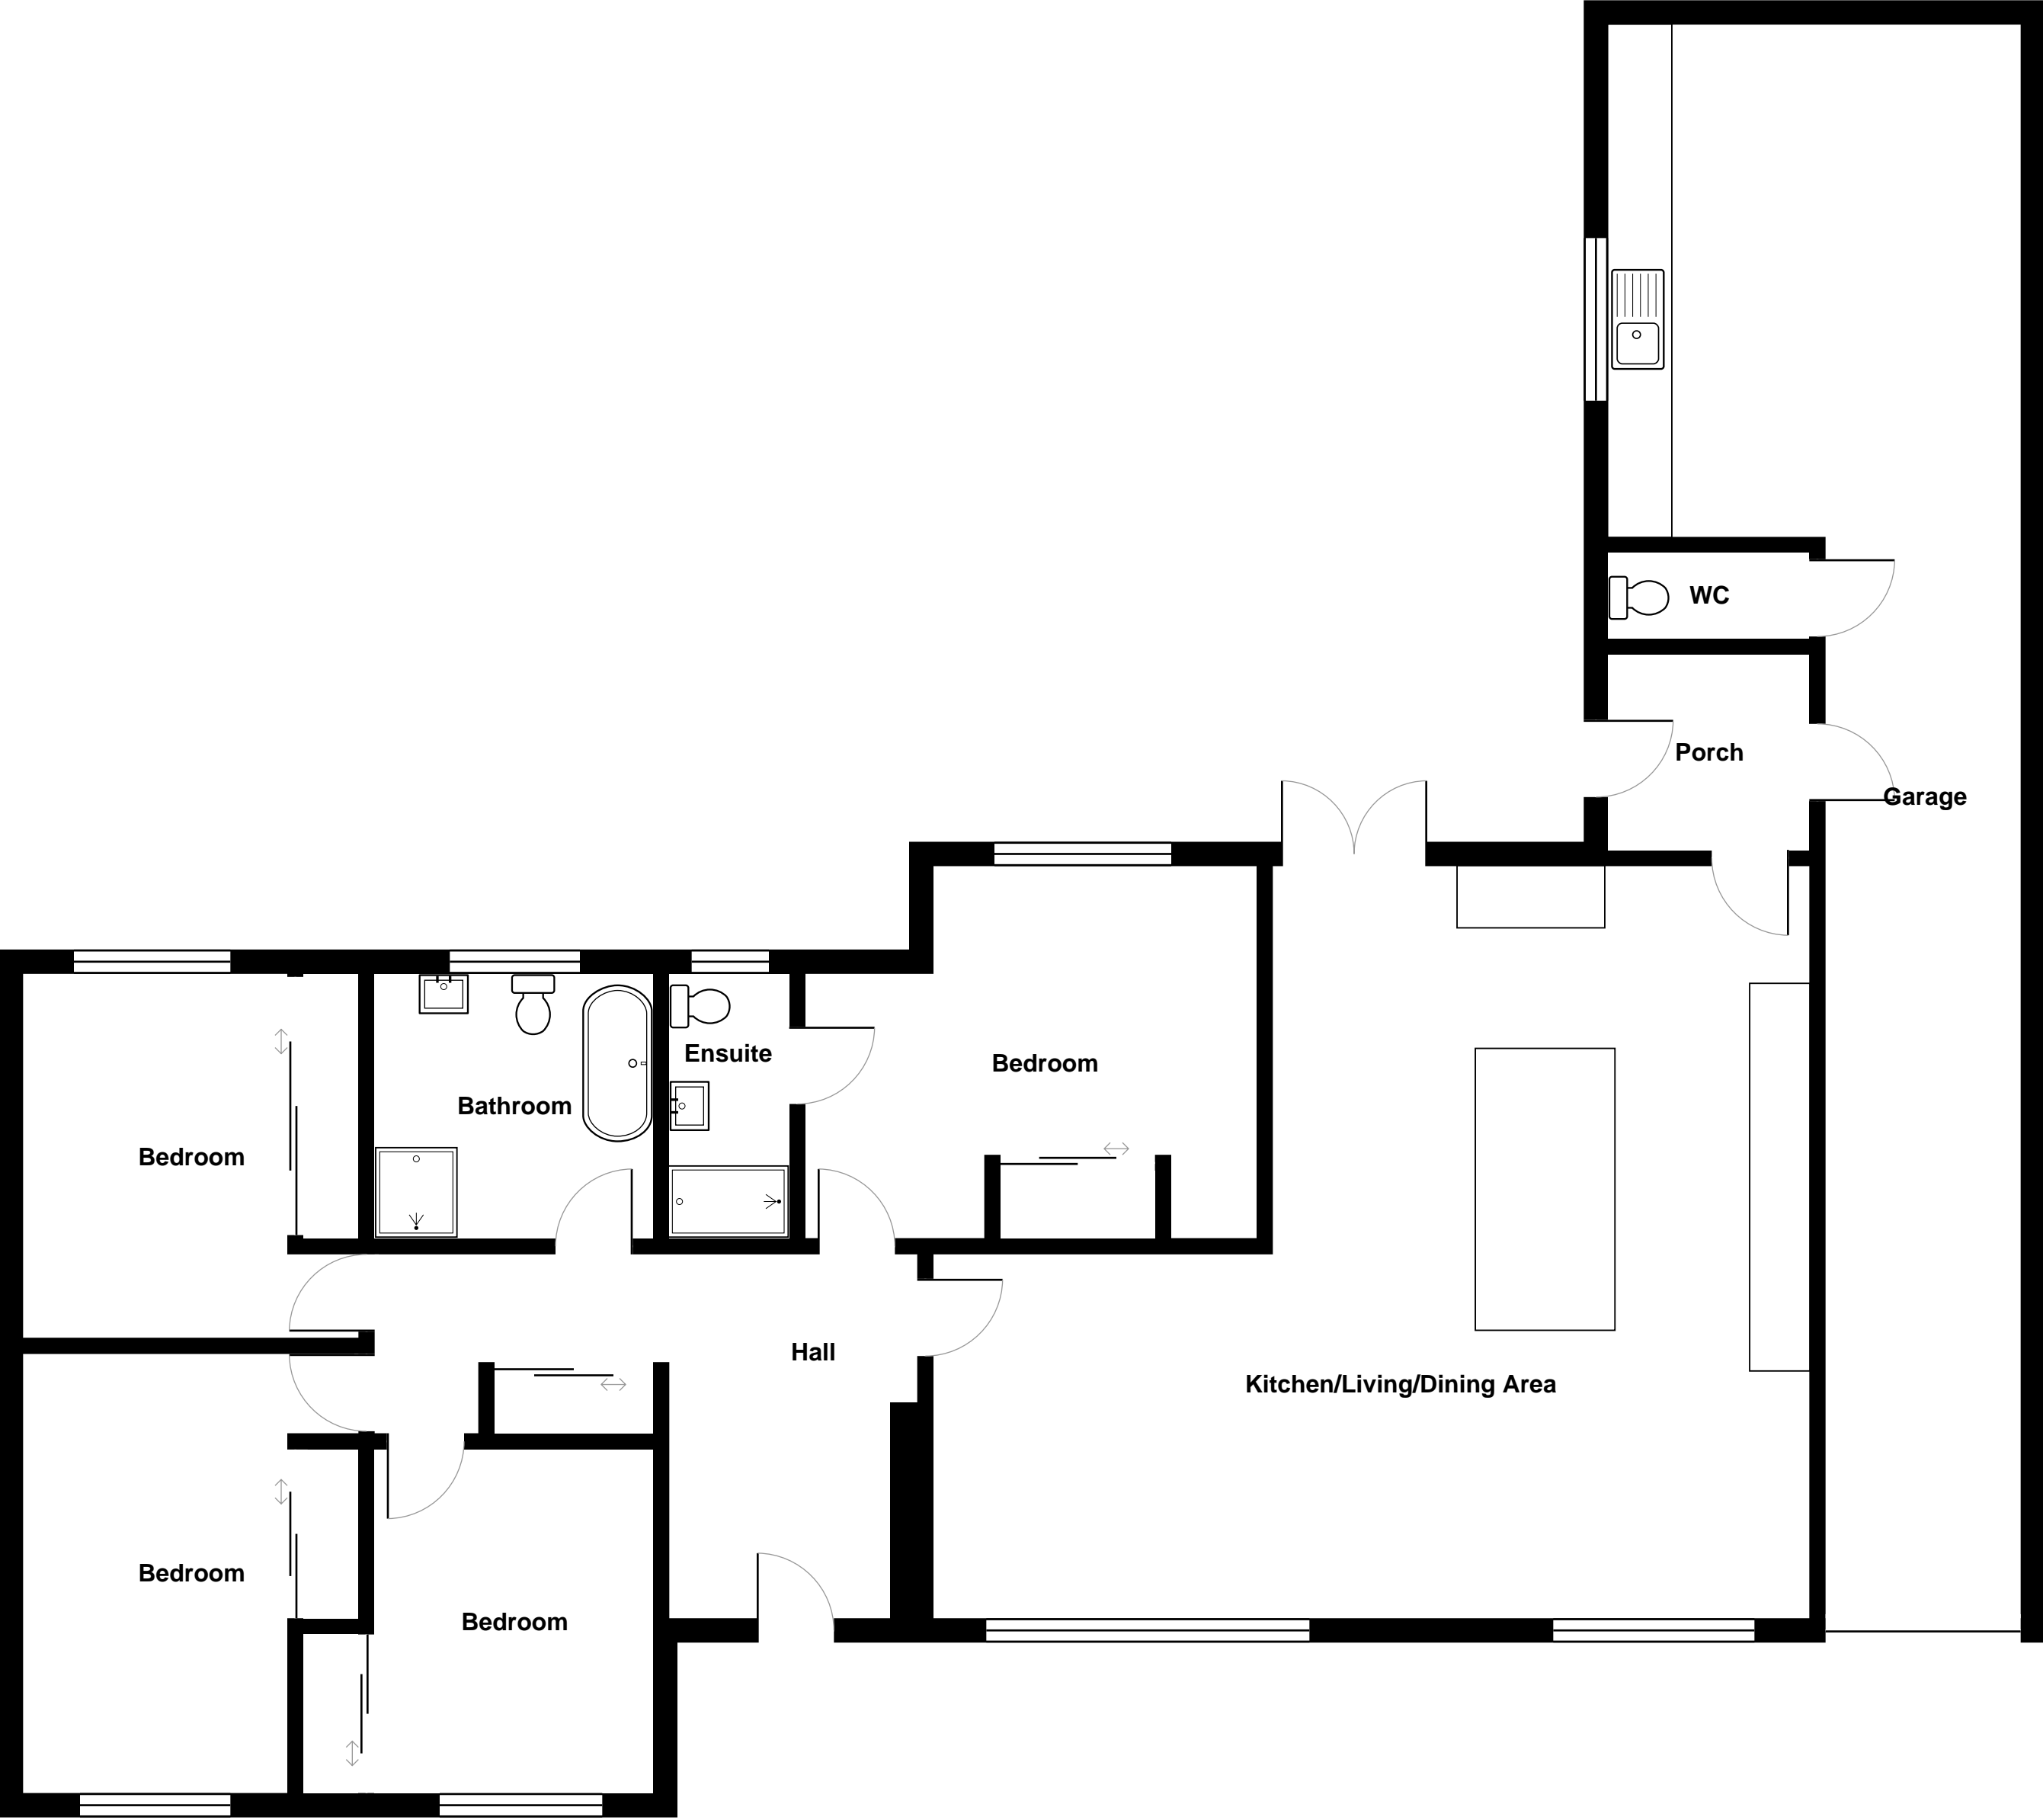 WC
Porch
Garage
Ensuite
Bedroom
Bathroom
Bedroom
Hall
Kitchen/Living/Dining Area
Bedroom
Bedroom